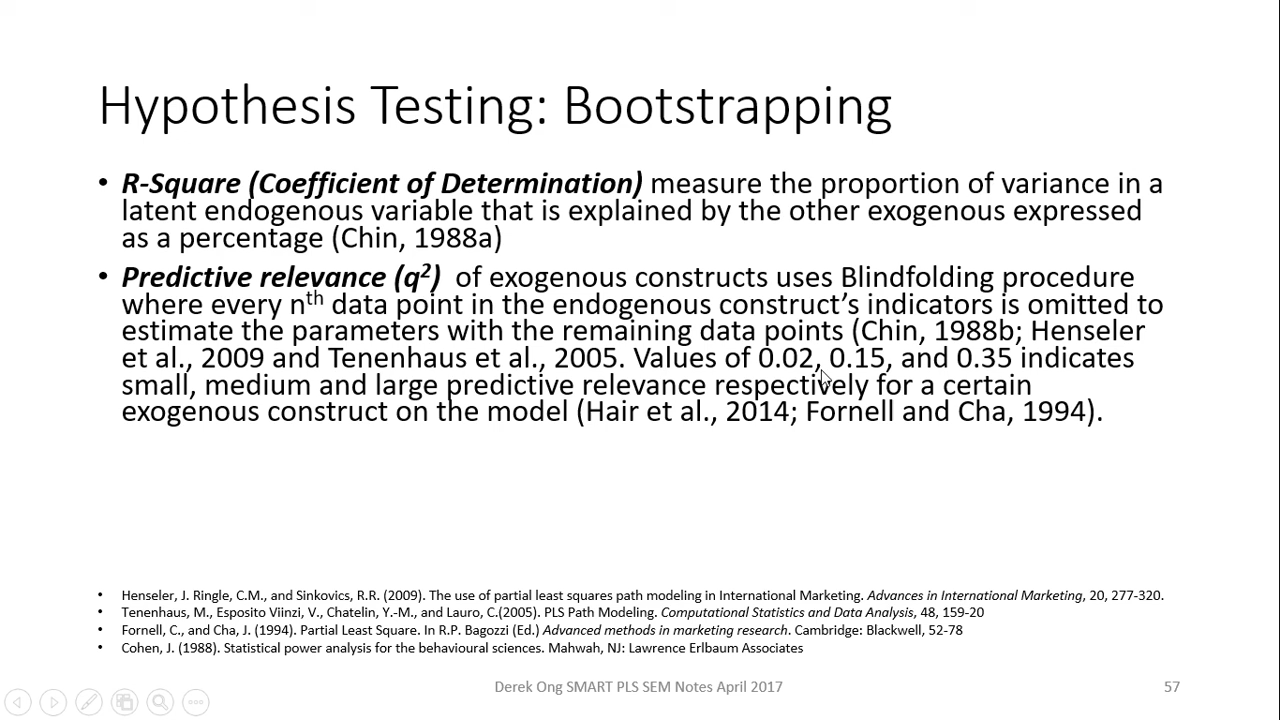 Hypothesis Testing: Bootstrapping
• R-Square (Coefficient of Determination) measure the proportion of variance in a
latent endogenous variable that is explained by the other exogenous expressed
as a percentage (Chin, 1988a)
• Predictive relevance (q²) of exogenous constructs uses Blindfolding procedure
where every nth data point in the endogenous construct's indicators is omitted to
estimate the parameters with the remaining data points (Chin, 1988b; Henseler
et al., 2009 and Tenenhaus et al., 2005. Values of 0.02, 0.15, and 0.35 indicates
small, medium and large predictive relevance respectively for a certain
exogenous construct on the model (Hair et al., 2014; Fornell and Cha, 1994).
• Henseler, J. Ringle, C.M., and Sinkovics, R.R. (2009). The use of partial least squares path modeling in International Marketing. Advances in International Marketing, 20, 277-320.
• Tenenhaus, M., Esposito Viinzi, V., Chatelin, Y.-M., and Lauro, C.(2005). PLS Path Modeling. Computational Statistics and Data Analysis, 48, 159-20
• Fornell, C., and Cha, J. (1994). Partial Least Square. In R.P. Bagozzi (Ed.) Advanced methods in marketing research. Cambridge: Blackwell, 52-78
• Cohen, J. (1988). Statistical power analysis for the behavioural sciences. Mahwah, NJ: Lawrence Erlbaum Associates
Derek Ong SMART PLS SEM Notes April 2017
57